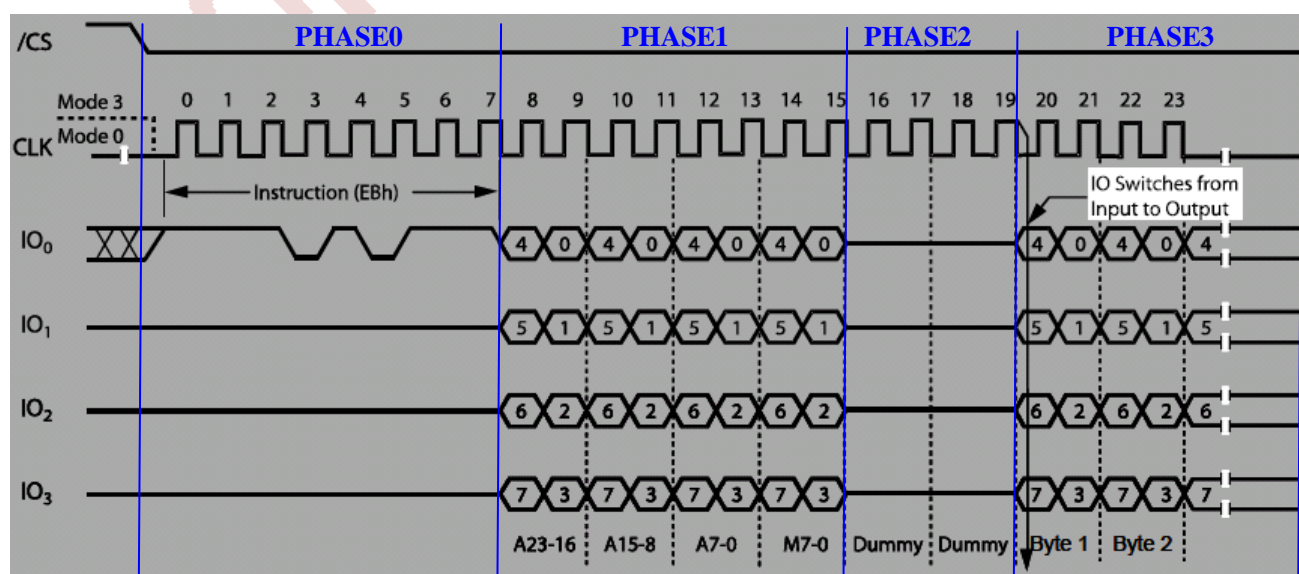 /CS PHASE0 PHASE1 PHASE2 PHASE3
Mode 3 0 1 2 3 4 5 6 7 8 9 10 11 12 13 14 15 16 17 18 19 20 21 22 23
CLK Mode 0
Instruction (EBh)
IO Switches from
Input to Output
IO0 4 0 4 0 4 0 4 0 4 0 4 0 4
IO1 5 1 5 1 5 1 5 1 5 1 5 1 5
IO2 6 2 6 2 6 2 6 2 6 2 6 2 6
IO3 7 3 7 3 7 3 7 3 7 3 7 3 7
A23-16 A15-8 A7-0 M7-0 Dummy Dummy Byte 1 Byte 2